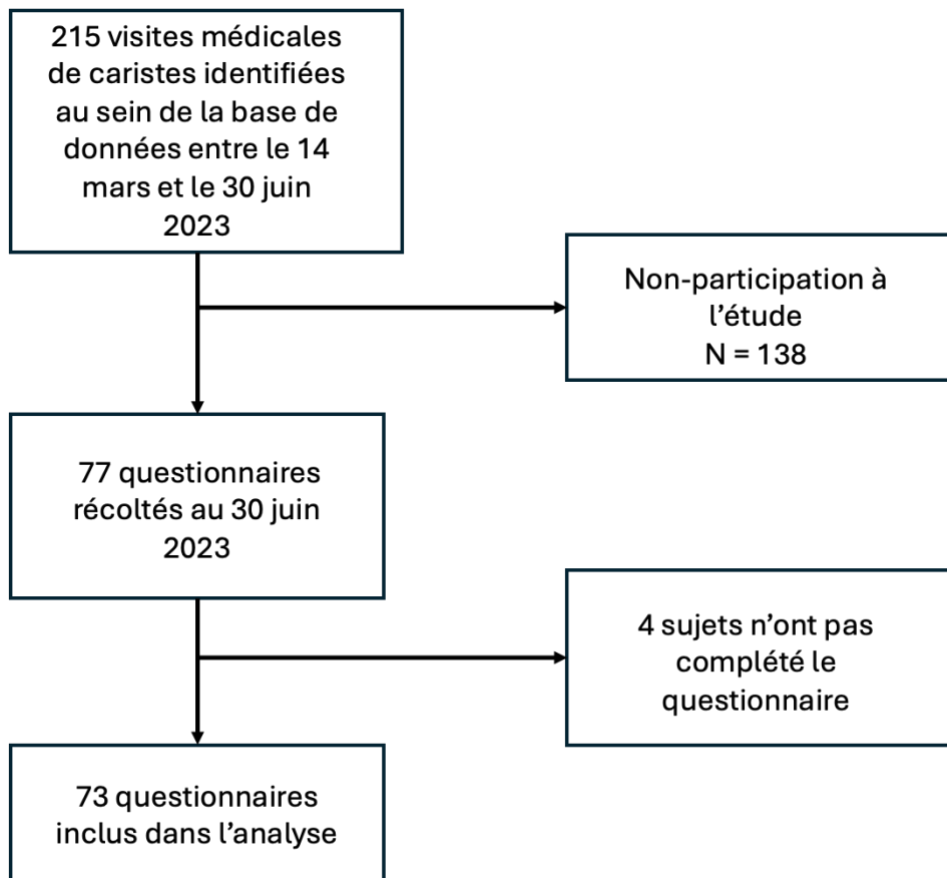 215 visites médicales
de caristes identifiées
au sein de la base de
données entre le 14
mars et le 30 juin
2023
Non-participation à
l’étude
N = 138
77 questionnaires
récoltés au 30 juin
2023
4 sujets n’ont pas
complété le
questionnaire
73 questionnaires
inclus dans l’analyse